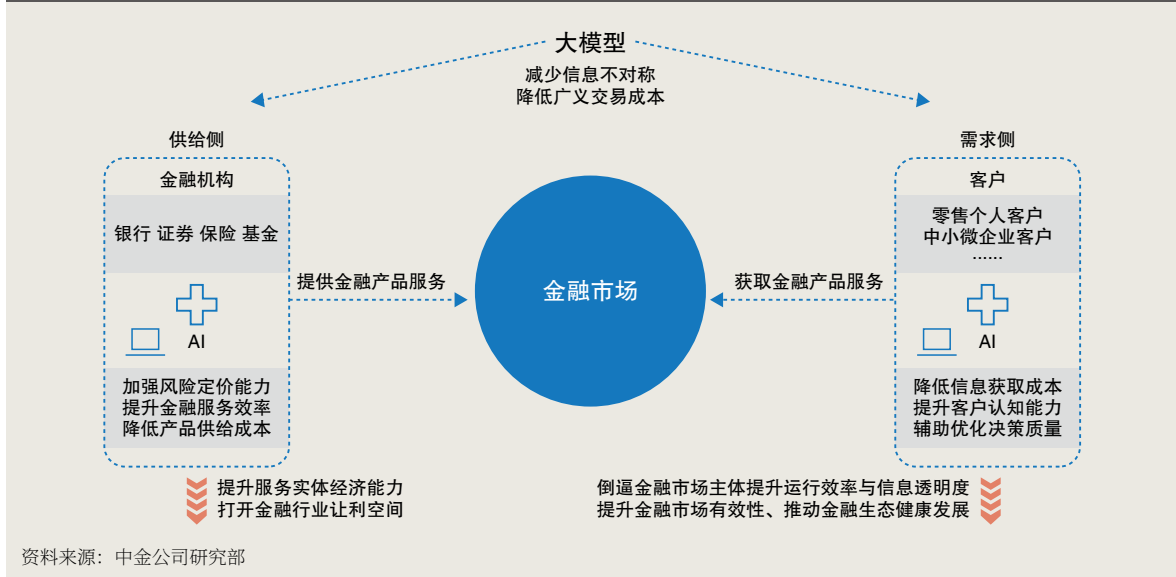 大模型
减少信息不对称
降低广义交易成本
供给侧
金融机构
银行 证券 保险 基金
AI
加强风险定价能力
提升金融服务效率
降低产品供给成本
提升服务实体经济能力
打开金融行业让利空间
提供金融产品服务
金融市场
获取金融产品服务
需求侧
客户
零售个人客户
中小微企业客户
……
AI
降低信息获取成本
提升客户认知能力
辅助优化决策质量
倒逼金融市场主体提升运行效率与信息透明度
提升金融市场有效性、推动金融生态健康发展
资料来源：中金公司研究部